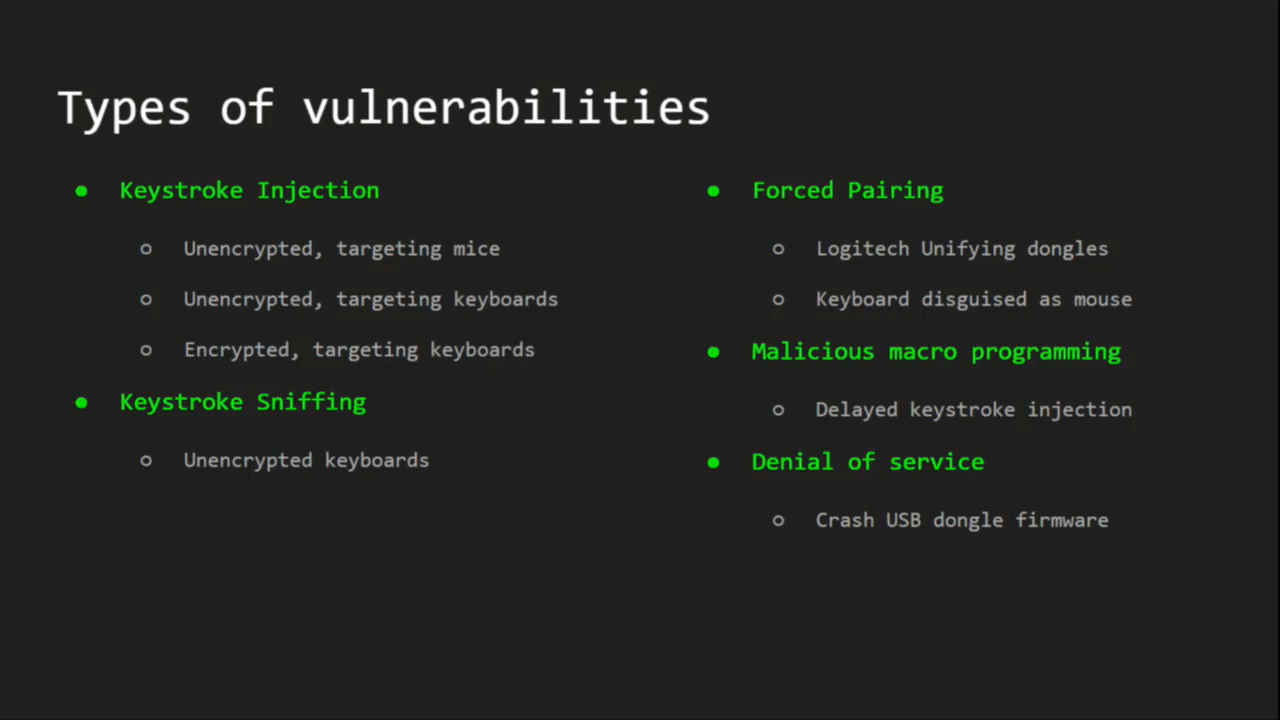 Types of vulnerabilities
● Keystroke Injection
○ Unencrypted, targeting mice
○ Unencrypted, targeting keyboards
○ Encrypted, targeting keyboards
● Keystroke Sniffing
○ Unencrypted keyboards
● Forced Pairing
○ Logitech Unifying dongles
○ Keyboard disguised as mouse
● Malicious macro programming
○ Delayed keystroke injection
● Denial of service
○ Crash USB dongle firmware